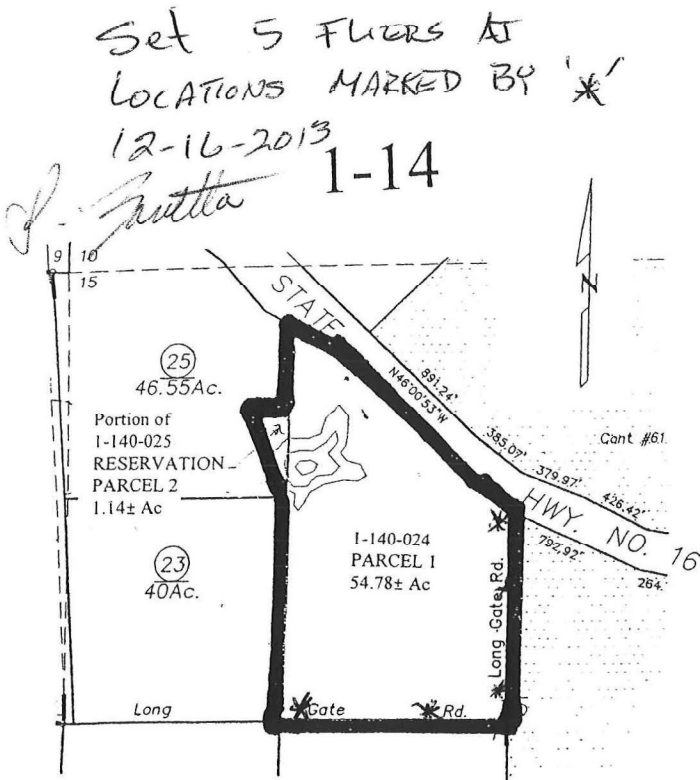 Set 5 FLIERS AT
LOCATIONS MARKED BY '*'
12-16-2013
1-14
9 10
15
N
STATE
HWY. NO. 16
25
46.55Ac.
891.24'
N46°00'53"W
385.07'
379.97'
426.42'
792.92'
264.
Cant #61
Portion of
1-140-025
RESERVATION
PARCEL 2
1.14± Ac
1-140-024
PARCEL 1
54.78± Ac
23
40Ac.
Long Gate Rd.
Long Gate Rd.